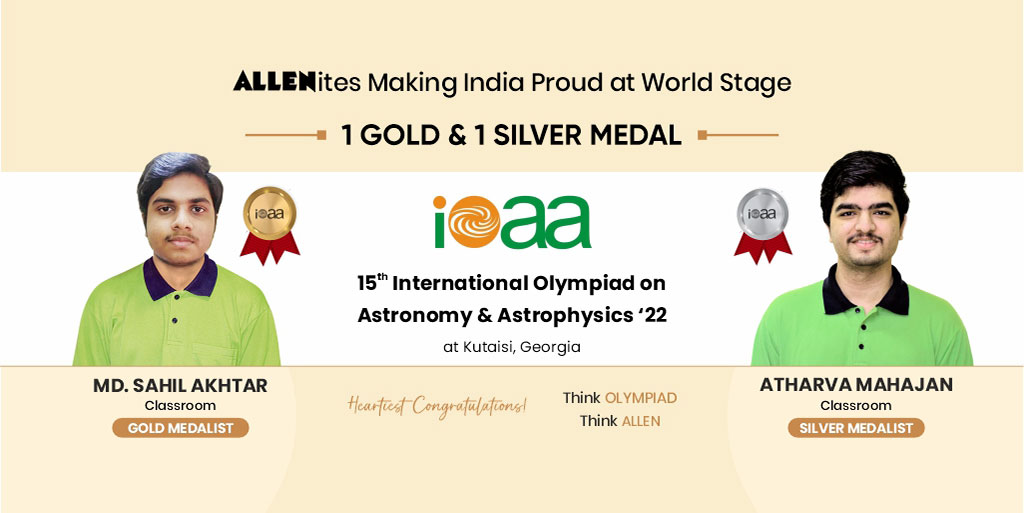 ALLENites Making India Proud at World Stage
1 GOLD & 1 SILVER MEDAL
ioaa
ioaa
ioaa
15th International Olympiad on
Astronomy & Astrophysics ‘22
at Kutaisi, Georgia
MD. SAHIL AKHTAR
Classroom
GOLD MEDALIST
Heartiest Congratulations!
Think OLYMPIAD
Think ALLEN
ATHARVA MAHAJAN
Classroom
SILVER MEDALIST